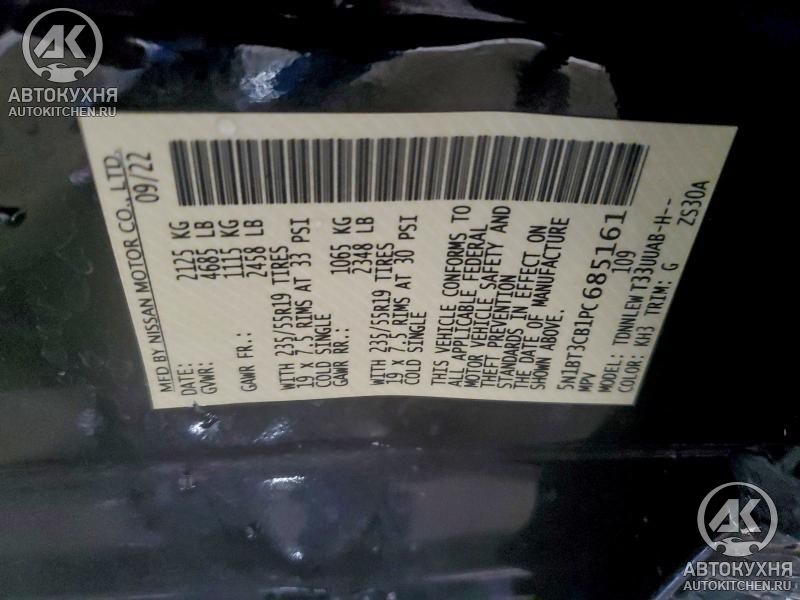 АК
АВТОКУХНЯ
AUTOKITCHEN.RU
MFD BY NISSAN MOTOR CO., LTD.
DATE: 09/22
GVWR: 2125 KG
4685 LB
GAWR FR.: 1115 KG
2458 LB
WITH 235/55R19 TIRES
19 X 7.5 RIMS AT 33 PSI
COLD SINGLE
GAWR RR.: 1065 KG
2348 LB
WITH 235/55R19 TIRES
19 X 7.5 RIMS AT 30 PSI
COLD SINGLE
THIS VEHICLE CONFORMS TO
ALL APPLICABLE FEDERAL
MOTOR VEHICLE SAFETY AND
THEFT PREVENTION
STANDARDS IN EFFECT ON
THE DATE OF MANUFACTURE
SHOWN ABOVE.
5N1BT3CB1PC685161
MPV 109
MODEL: TDNNLEW T33UUAB-H--
COLOR: KH3 TRIM: G ZS30A
АК
АВТОКУХНЯ
AUTOKITCHEN.RU